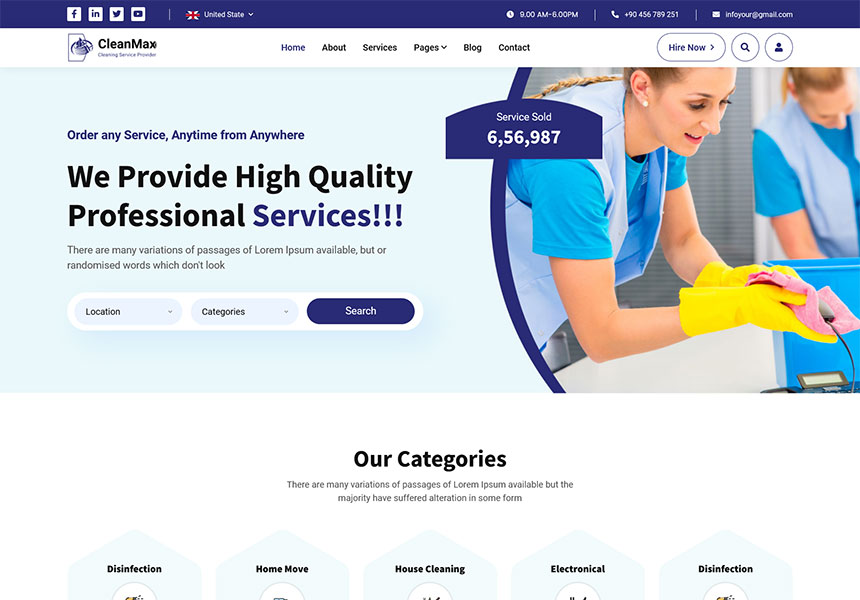 United State
9.00 AM-6.00PM
+90 456 789 251
infoyour@gmail.com
CleanMax
Cleaning Service Provider
Home
About
Services
Pages
Blog
Contact
Hire Now
Service Sold
6,56,987
Order any Service, Anytime from Anywhere
We Provide High Quality
Professional Services!!!
There are many variations of passages of Lorem Ipsum available, but or
randomised words which don't look
Location
Categories
Search
Our Categories
There are many variations of passages of Lorem Ipsum available but the
majority have suffered alteration in some form
Disinfection
Home Move
House Cleaning
Electronical
Disinfection